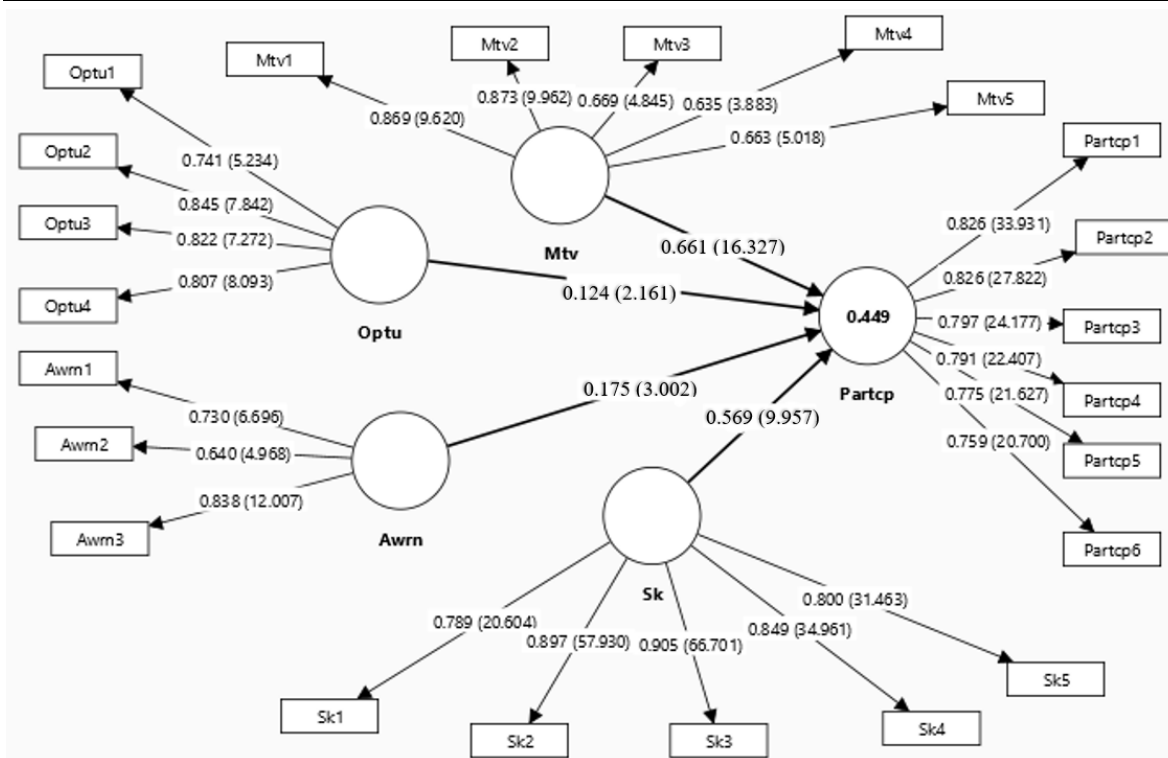 Mtv1
Mtv2
Mtv3
Mtv4
Mtv5
0.869 (9.620)
0.873 (9.962)
0.669 (4.845)
0.635 (3.883)
0.663 (5.018)
Mtv
Optu1
Optu2
Optu3
Optu4
0.741 (5.234)
0.845 (7.842)
0.822 (7.272)
0.807 (8.093)
Optu
Awrn1
Awrn2
Awrn3
0.730 (6.696)
0.640 (4.968)
0.838 (12.007)
Awrn
0.661 (16.327)
0.124 (2.161)
0.175 (3.002)
0.569 (9.957)
0.449
Partcp
Partcp1
Partcp2
Partcp3
Partcp4
Partcp5
Partcp6
0.826 (33.931)
0.826 (27.822)
0.797 (24.177)
0.791 (22.407)
0.775 (21.627)
0.759 (20.700)
Sk
0.789 (20.604)
0.897 (57.930)
0.905 (66.701)
0.849 (34.961)
0.800 (31.463)
Sk1
Sk2
Sk3
Sk4
Sk5